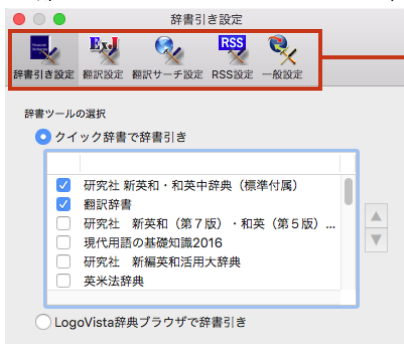 辞書引き設定
RSS
辞書引き設定 翻訳設定 翻訳サーチ設定 RSS設定 一般設定
辞書ツールの選択
クイック辞書で辞書引き
研究社 新英和・和英中辞典（標準付属）
翻訳辞書
研究社 新英和（第７版）・和英（第５版）...
現代用語の基礎知識2016
研究社 新編英和活用大辞典
英米法辞典
LogoVista辞典ブラウザで辞書引き